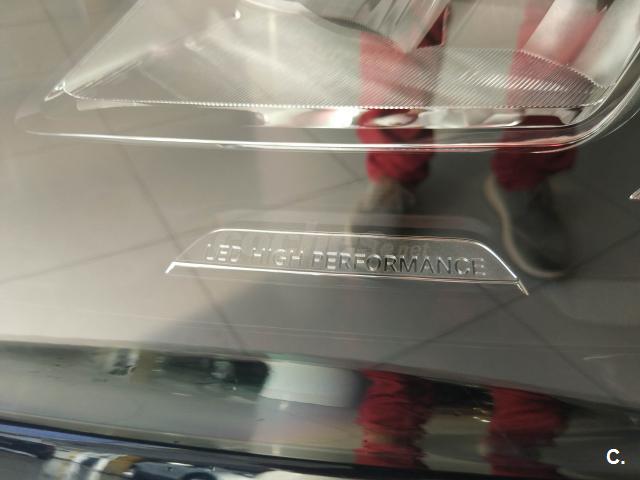 LED HIGH PERFORMANCE
C.